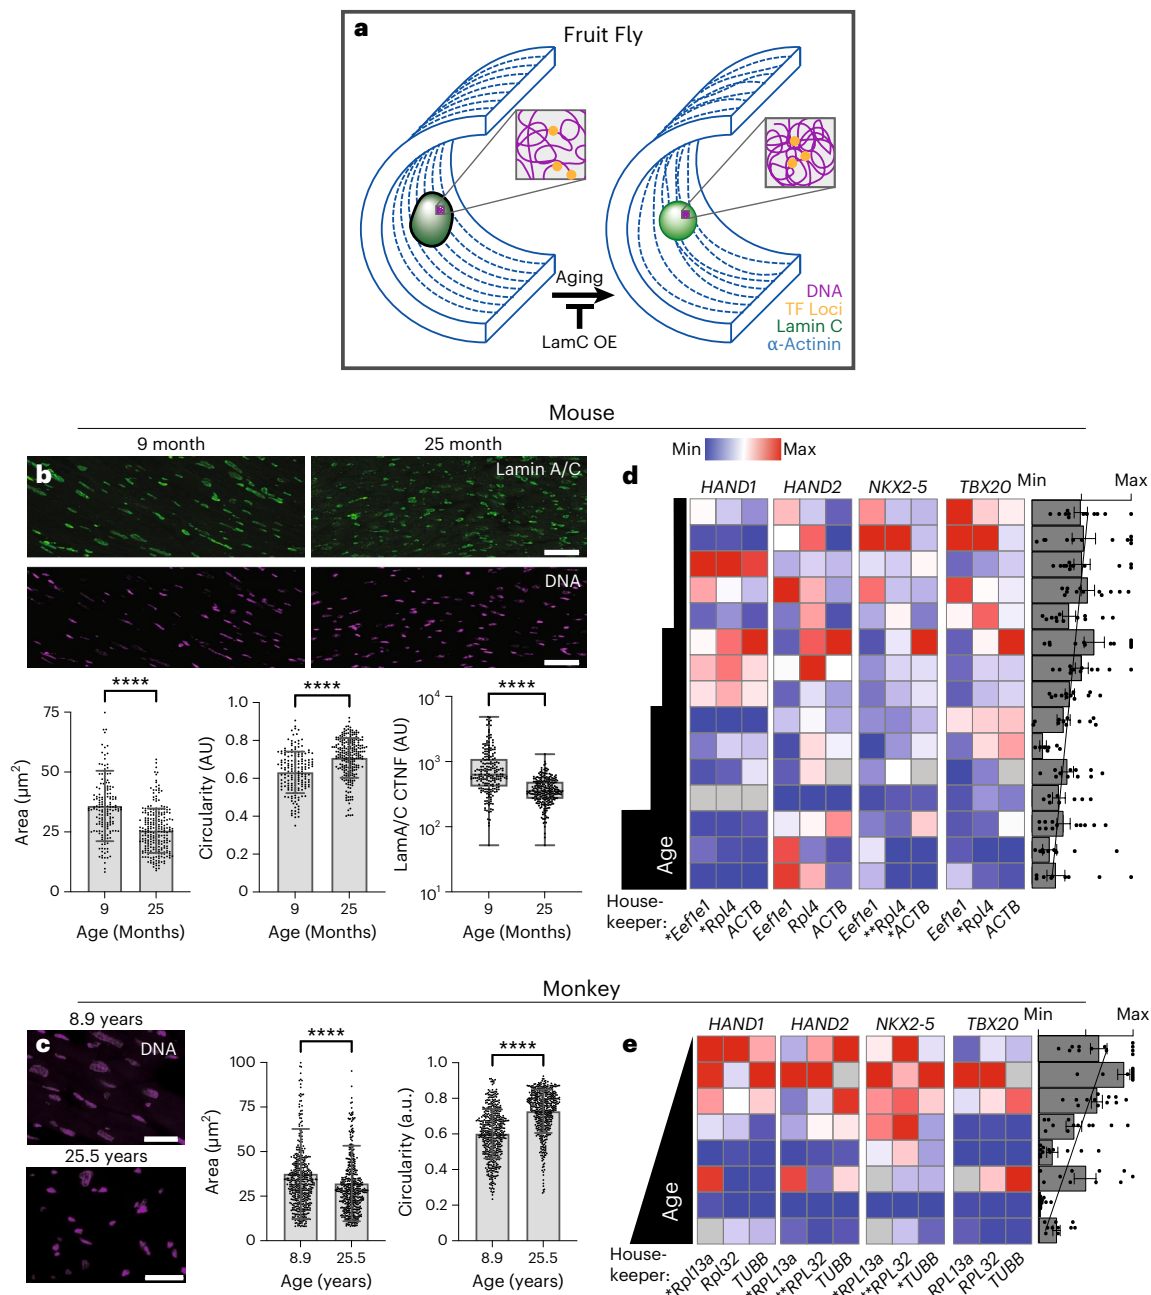 a
Fruit Fly
Aging
LamC OE
DNA
TF Loci
Lamin C
α-Actinin
Mouse
9 month
25 month
b
Lamin A/C
DNA
****
Area (μm²)
75
50
25
0
9
25
Age (Months)
****
Circularity (AU)
1.0
0.8
0.6
0.4
0.2
0
9
25
Age (Months)
****
LamA/C CTNF (AU)
10⁴
10³
10²
10¹
9
25
Age (Months)
d
Min
Max
HAND1
HAND2
NKX2-5
TBX20
Min
Max
Age
House-
keeper:
*Eef1e1
*Rpl4
ACTB
Eef1e1
Rpl4
ACTB
Eef1e1
**Rpl4
*ACTB
Eef1e1
*Rpl4
ACTB
Monkey
8.9 years
c
DNA
25.5 years
****
Area (μm²)
100
75
50
25
0
8.9
25.5
Age (years)
****
Circularity (a.u.)
1.0
0.8
0.6
0.4
0.2
0
8.9
25.5
Age (years)
e
HAND1
HAND2
NKX2-5
TBX20
Min
Max
Age
House-
keeper:
*Rpl13a
Rpl32
TUBB
*RPL13a
**RPL32
TUBB
*RPL13a
**RPL32
*TUBB
RPL13a
RPL32
TUBB